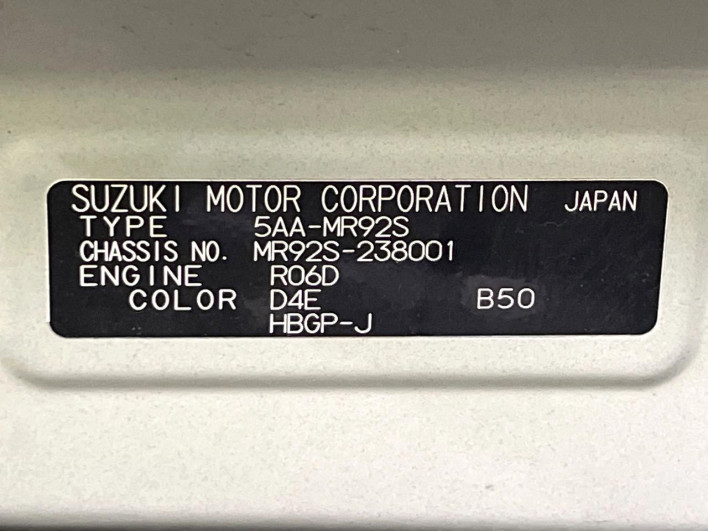 SUZUKI MOTOR CORPORATION JAPAN
TYPE 5AA-MR92S
CHASSIS NO. MR92S-238001
ENGINE R06D
COLOR D4E B50
HBGP-J